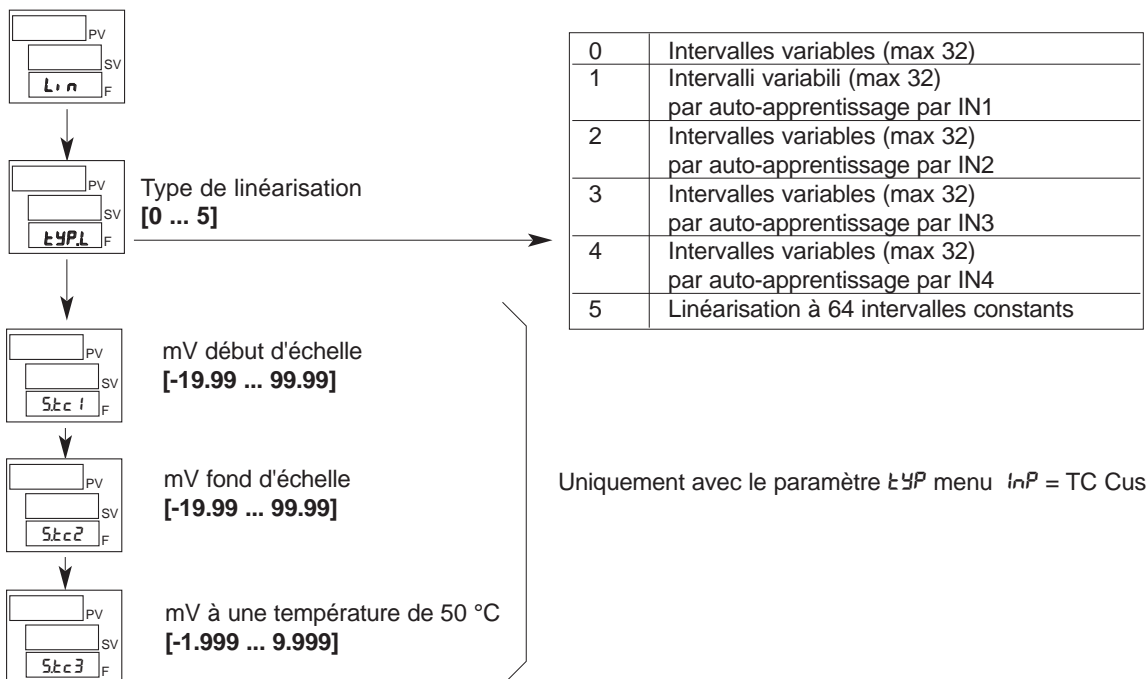 PV
SV
Lin F
PV
SV
tYP.L F
Type de linéarisation
[0 ... 5]
0 Intervalles variables (max 32)
1 Intervalli variabili (max 32)
par auto-apprentissage par IN1
2 Intervalles variables (max 32)
par auto-apprentissage par IN2
3 Intervalles variables (max 32)
par auto-apprentissage par IN3
4 Intervalles variables (max 32)
par auto-apprentissage par IN4
5 Linéarisation à 64 intervalles constants
PV
SV
S.tc1 F
mV début d'échelle
[-19.99 ... 99.99]
PV
SV
S.tc2 F
mV fond d'échelle
[-19.99 ... 99.99]
Uniquement avec le paramètre tYP menu InP = TC Cus
PV
SV
S.tc3 F
mV à une température de 50 °C
[-1.999 ... 9.999]